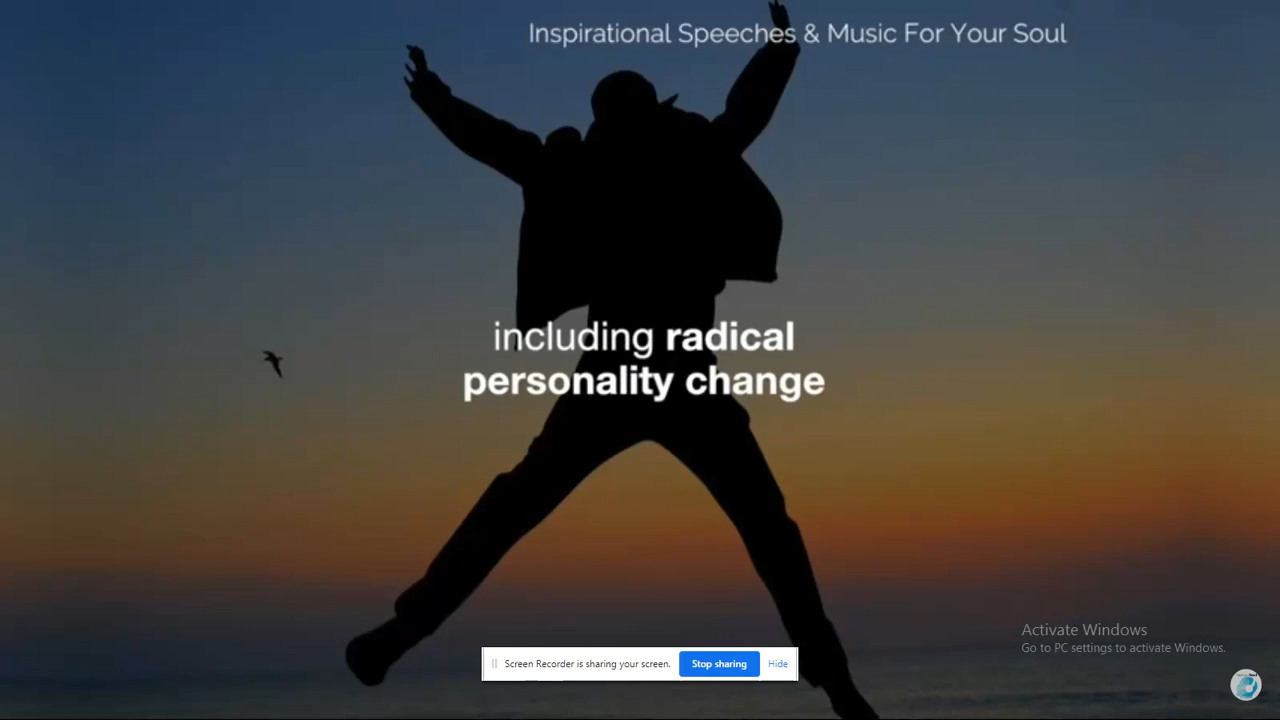 Inspirational Speeches & Music For Your Soul
including radical
personality change
Activate Windows
Go to PC settings to activate Windows.
Screen Recorder is sharing your screen.
Stop sharing
Hide